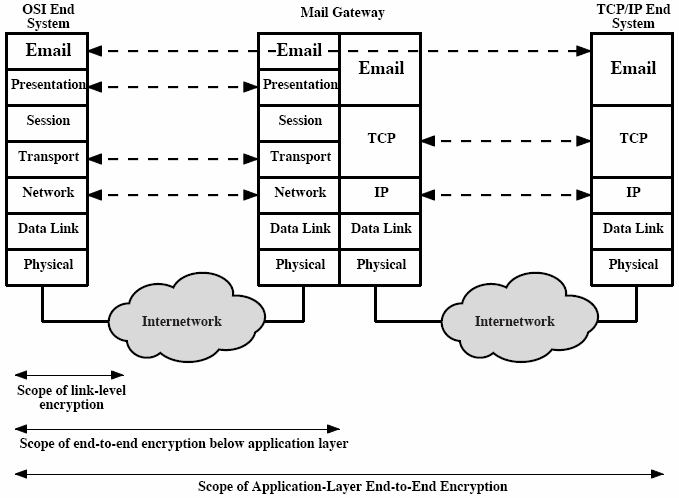 OSI End
System
Mail Gateway
TCP/IP End
System
Email
Presentation
Session
Transport
Network
Data Link
Physical
Email
Presentation
Session
Transport
Network
Data Link
Physical
Email
TCP
IP
Data Link
Physical
Email
TCP
IP
Data Link
Physical
Internetwork
Internetwork
Scope of link-level
encryption
Scope of end-to-end encryption below application layer
Scope of Application-Layer End-to-End Encryption